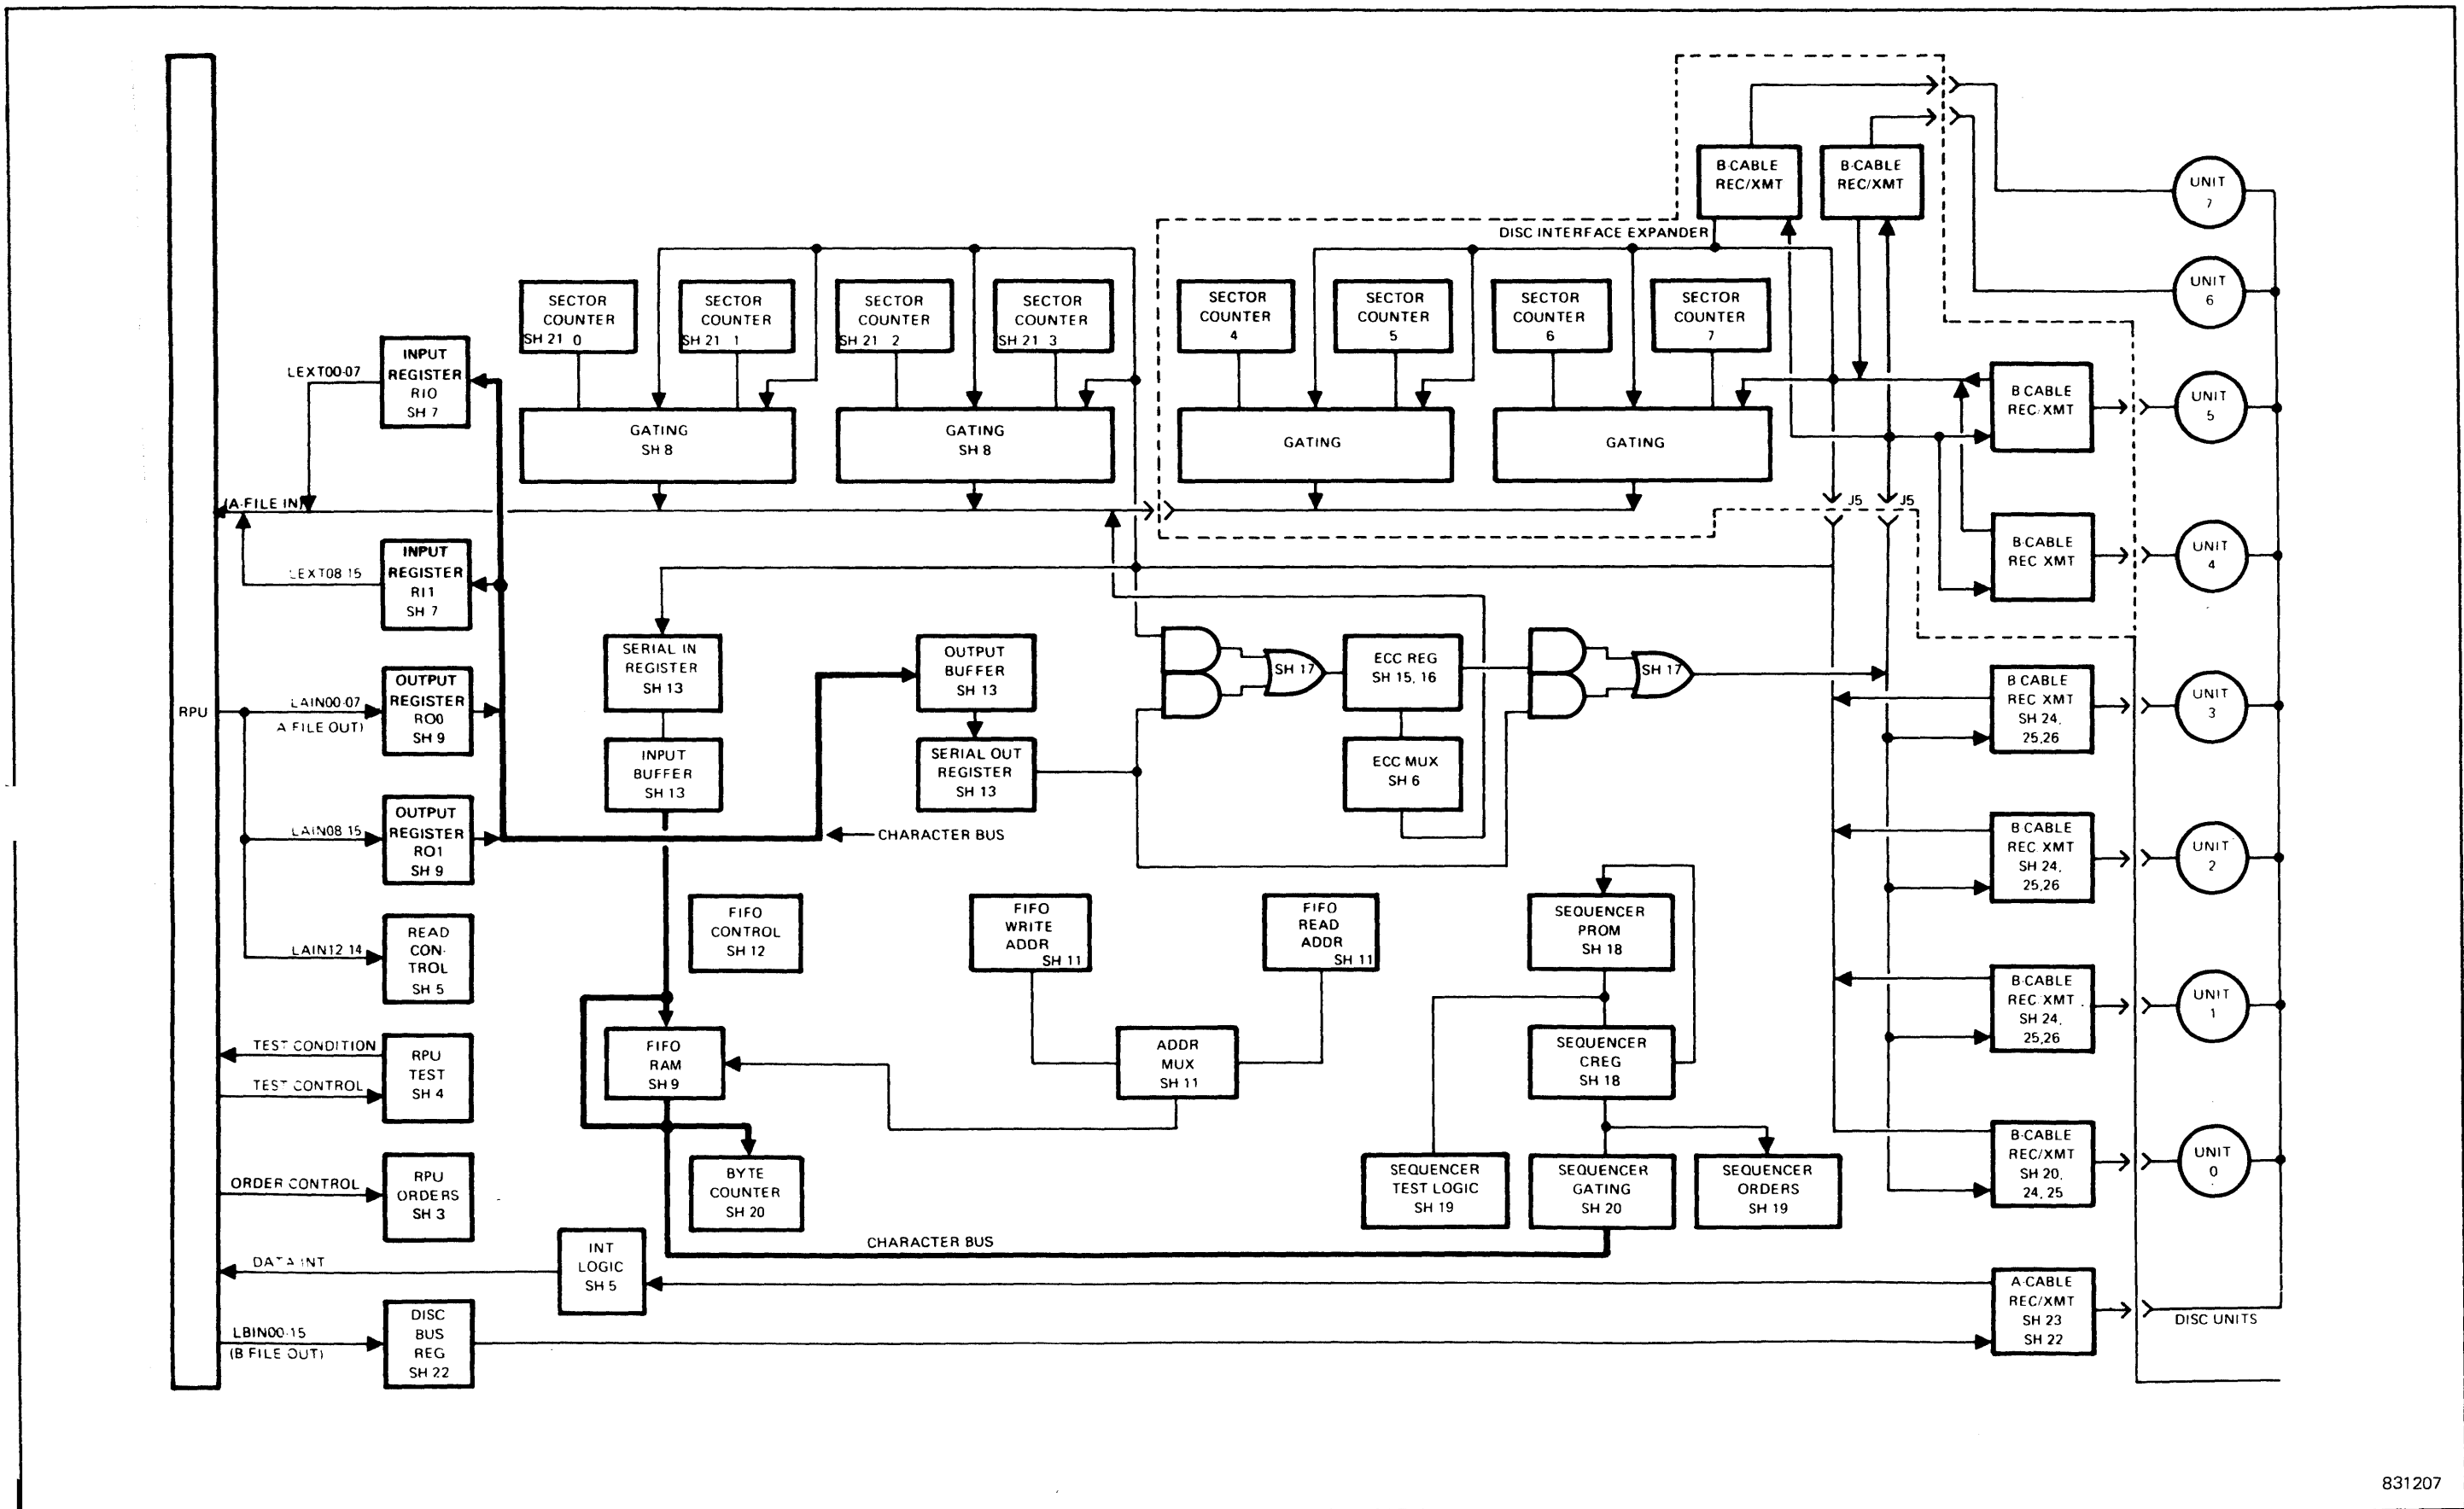 B-CABLE
REC/XMT
B-CABLE
REC/XMT
UNIT
7
DISC INTERFACE EXPANDER
UNIT
6
SECTOR
COUNTER
SH 21 0
SECTOR
COUNTER
SH 21 1
SECTOR
COUNTER
SH 21 2
SECTOR
COUNTER
SH 21 3
SECTOR
COUNTER
4
SECTOR
COUNTER
5
SECTOR
COUNTER
6
SECTOR
COUNTER
7
INPUT
REGISTER
RI0
SH 7
LEXT00-07
GATING
SH 8
GATING
SH 8
GATING
GATING
B CABLE
REC/XMT
UNIT
5
(A-FILE IN)
J5
J5
INPUT
REGISTER
RI1
SH 7
LEXT08 15
B-CABLE
REC XMT
UNIT
4
SERIAL IN
REGISTER
SH 13
OUTPUT
BUFFER
SH 13
SH 17
ECC REG
SH 15, 16
SH 17
RPU
LAIN00-07
A FILE OUT)
OUTPUT
REGISTER
RO0
SH 9
B CABLE
REC XMT
SH 24,
25,26
UNIT
3
INPUT
BUFFER
SH 13
SERIAL OUT
REGISTER
SH 13
ECC MUX
SH 6
LAIN08 15
OUTPUT
REGISTER
RO1
SH 9
CHARACTER BUS
B CABLE
REC XMT
SH 24,
25,26
UNIT
2
LAIN12 14
READ
CON-
TROL
SH 5
FIFO
CONTROL
SH 12
FIFO
WRITE
ADDR
SH 11
FIFO
READ
ADDR
SH 11
SEQUENCER
PROM
SH 18
B-CABLE
REC/XMT
SH 24,
25,26
UNIT
1
TEST CONDITION
TEST CONTROL
RPU
TEST
SH 4
FIFO
RAM
SH 9
ADDR
MUX
SH 11
SEQUENCER
CREG
SH 18
ORDER CONTROL
RPU
ORDERS
SH 3
BYTE
COUNTER
SH 20
SEQUENCER
TEST LOGIC
SH 19
SEQUENCER
GATING
SH 20
SEQUENCER
ORDERS
SH 19
B-CABLE
REC/XMT
SH 20,
24, 25
UNIT
0
CHARACTER BUS
DATA INT
INT
LOGIC
SH 5
A-CABLE
REC/XMT
SH 23
SH 22
DISC UNITS
LBIN00-15
(B FILE OUT)
DISC
BUS
REG
SH 22
831207